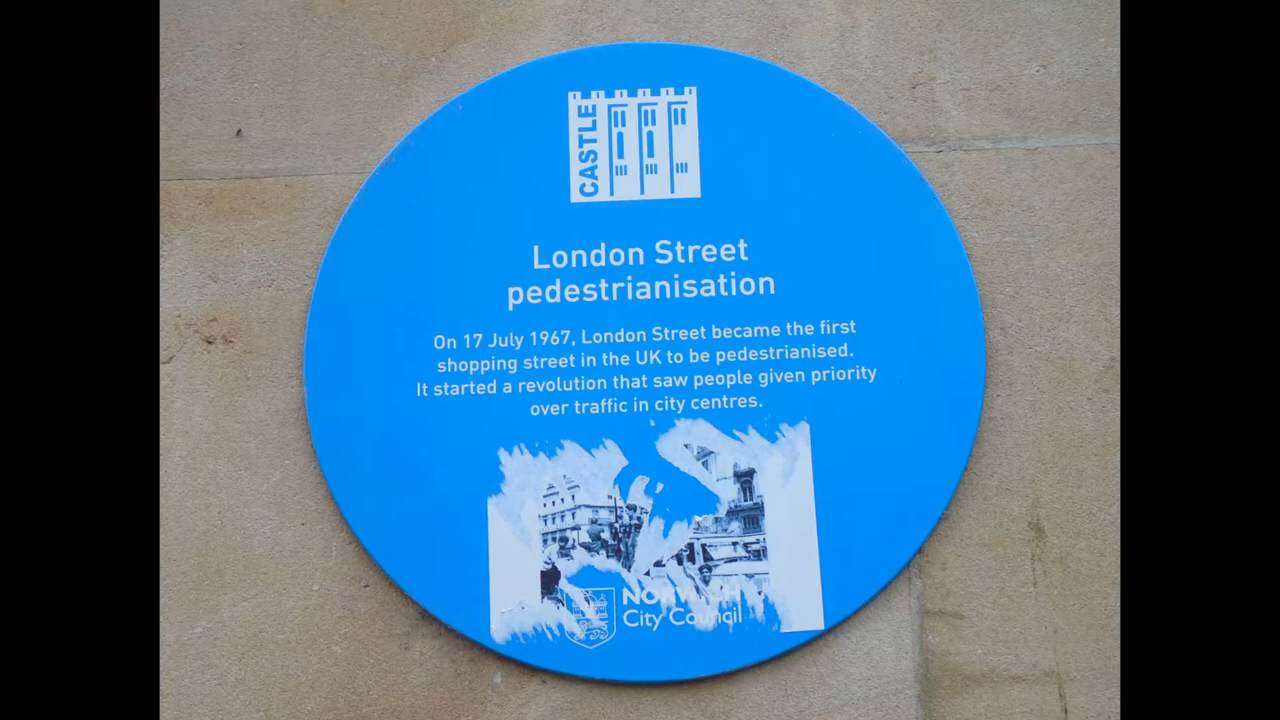 CASTLE
London Street
pedestrianisation
On 17 July 1967, London Street became the first
shopping street in the UK to be pedestrianised.
It started a revolution that saw people given priority
over traffic in city centres.
NORWICH
City Council